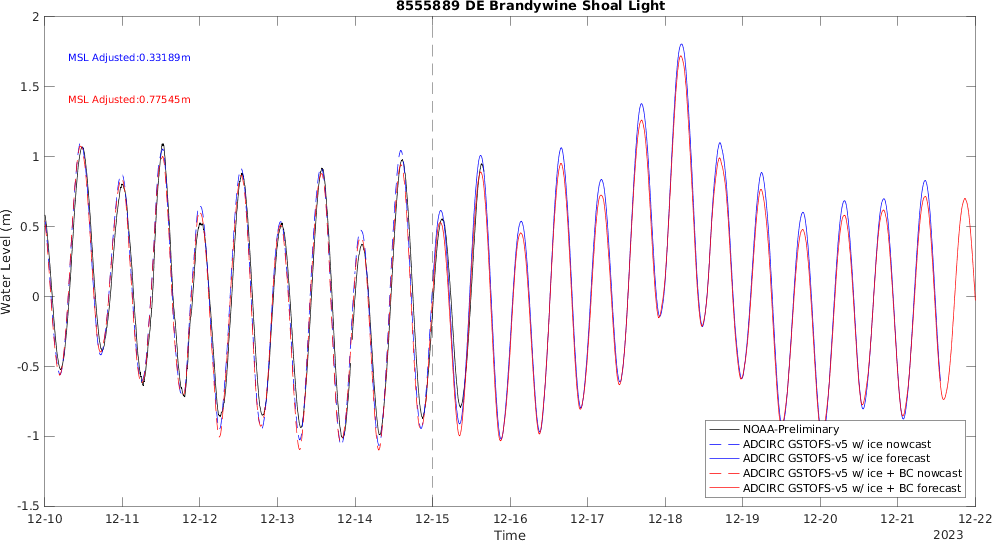 8555889 DE Brandywine Shoal Light
MSL Adjusted:0.33189m
MSL Adjusted:0.77545m
Water Level (m)
2
1.5
1
0.5
0
-0.5
-1
-1.5
NOAA-Preliminary
ADCIRC GSTOFS-v5 w/ ice nowcast
ADCIRC GSTOFS-v5 w/ ice forecast
ADCIRC GSTOFS-v5 w/ ice + BC nowcast
ADCIRC GSTOFS-v5 w/ ice + BC forecast
12-10 12-11 12-12 12-13 12-14 12-15 12-16 12-17 12-18 12-19 12-20 12-21 12-22
Time
2023